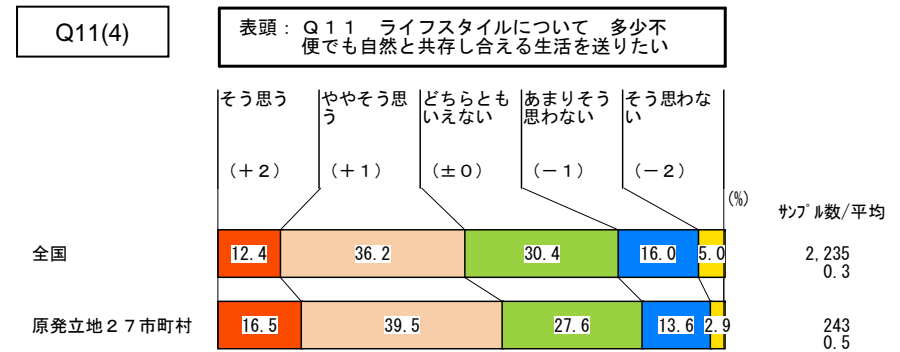 Q11(4)
表頭：Ｑ１１　ライフスタイルについて　多少不
便でも自然と共存し合える生活を送りたい
そう思う
ややそう思
う
どちらとも
いえない
あまりそう
思わない
そう思わな
い
（＋２）
（＋１）
（±０）
（－１）
（－２）
(%)
ｻﾝﾌﾟﾙ数/平均
全国
12.4
36.2
30.4
16.0
5.0
2,235
0.3
原発立地２７市町村
16.5
39.5
27.6
13.6
2.9
243
0.5